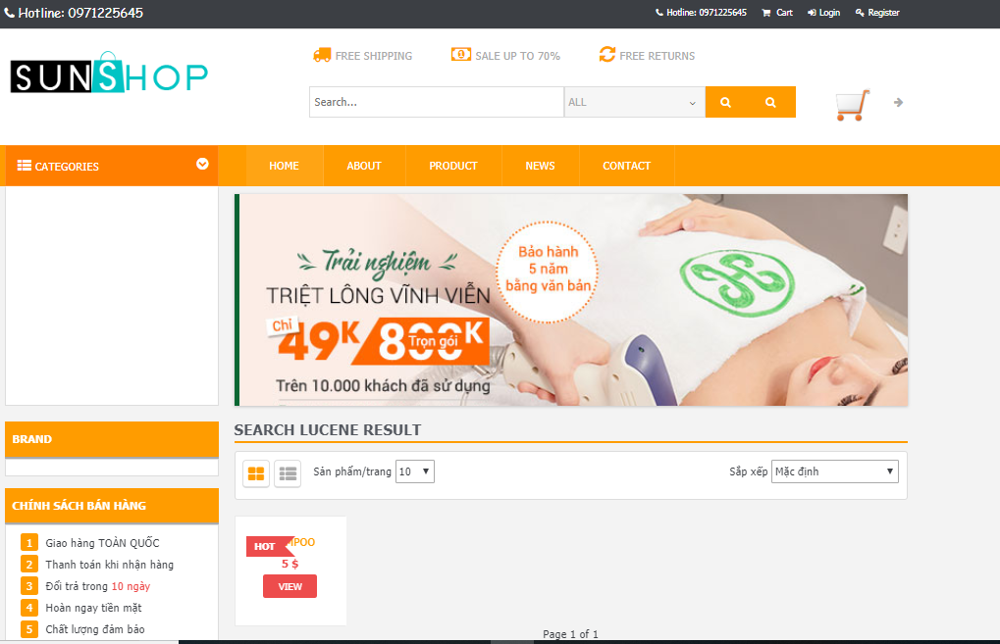 Hotline: 0971225645
Hotline: 0971225645 Cart Login Register
SUNSHOP
FREE SHIPPING SALE UP TO 70% FREE RETURNS
Search... ALL
CATEGORIES
HOME ABOUT PRODUCT NEWS CONTACT
Trải nghiệm
TRIỆT LÔNG VĨNH VIỄN
Chỉ
49K 800K
Trọn gói
Trên 10.000 khách đã sử dụng
Bảo hành
5 năm
bằng văn bản
BRAND
CHÍNH SÁCH BÁN HÀNG
1 Giao hàng TOÀN QUỐC
2 Thanh toán khi nhận hàng
3 Đổi trả trong 10 ngày
4 Hoàn ngay tiền mặt
5 Chất lượng đảm bảo
SEARCH LUCENE RESULT
Sản phẩm/trang 10 Sắp xếp Mặc định
HOT
5 $
VIEW
Page 1 of 1